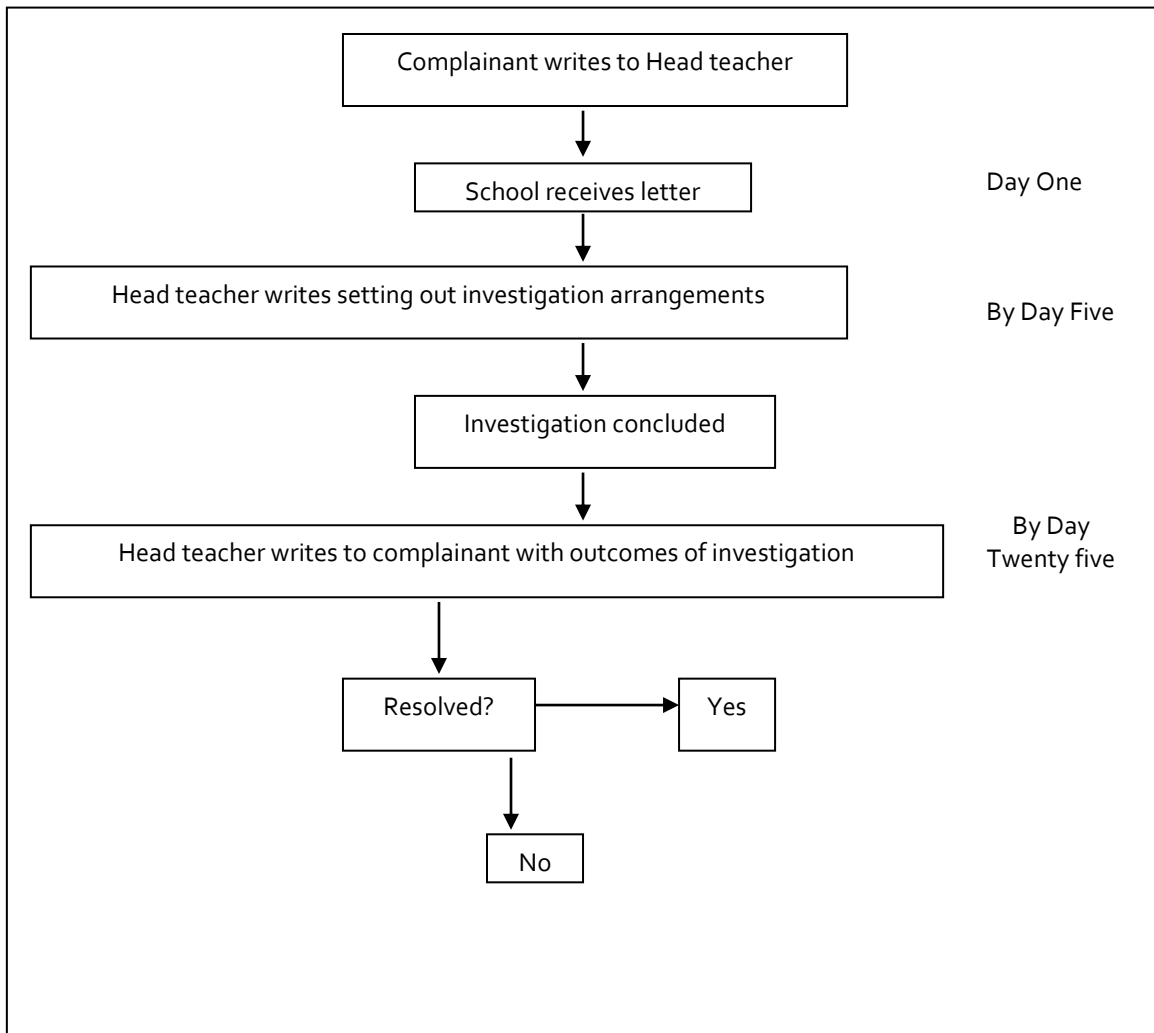 Complainant writes to Head teacher
School receives letter
Day One
Head teacher writes setting out investigation arrangements
By Day Five
Investigation concluded
Head teacher writes to complainant with outcomes of investigation
By Day
Twenty five
Resolved?
Yes
No